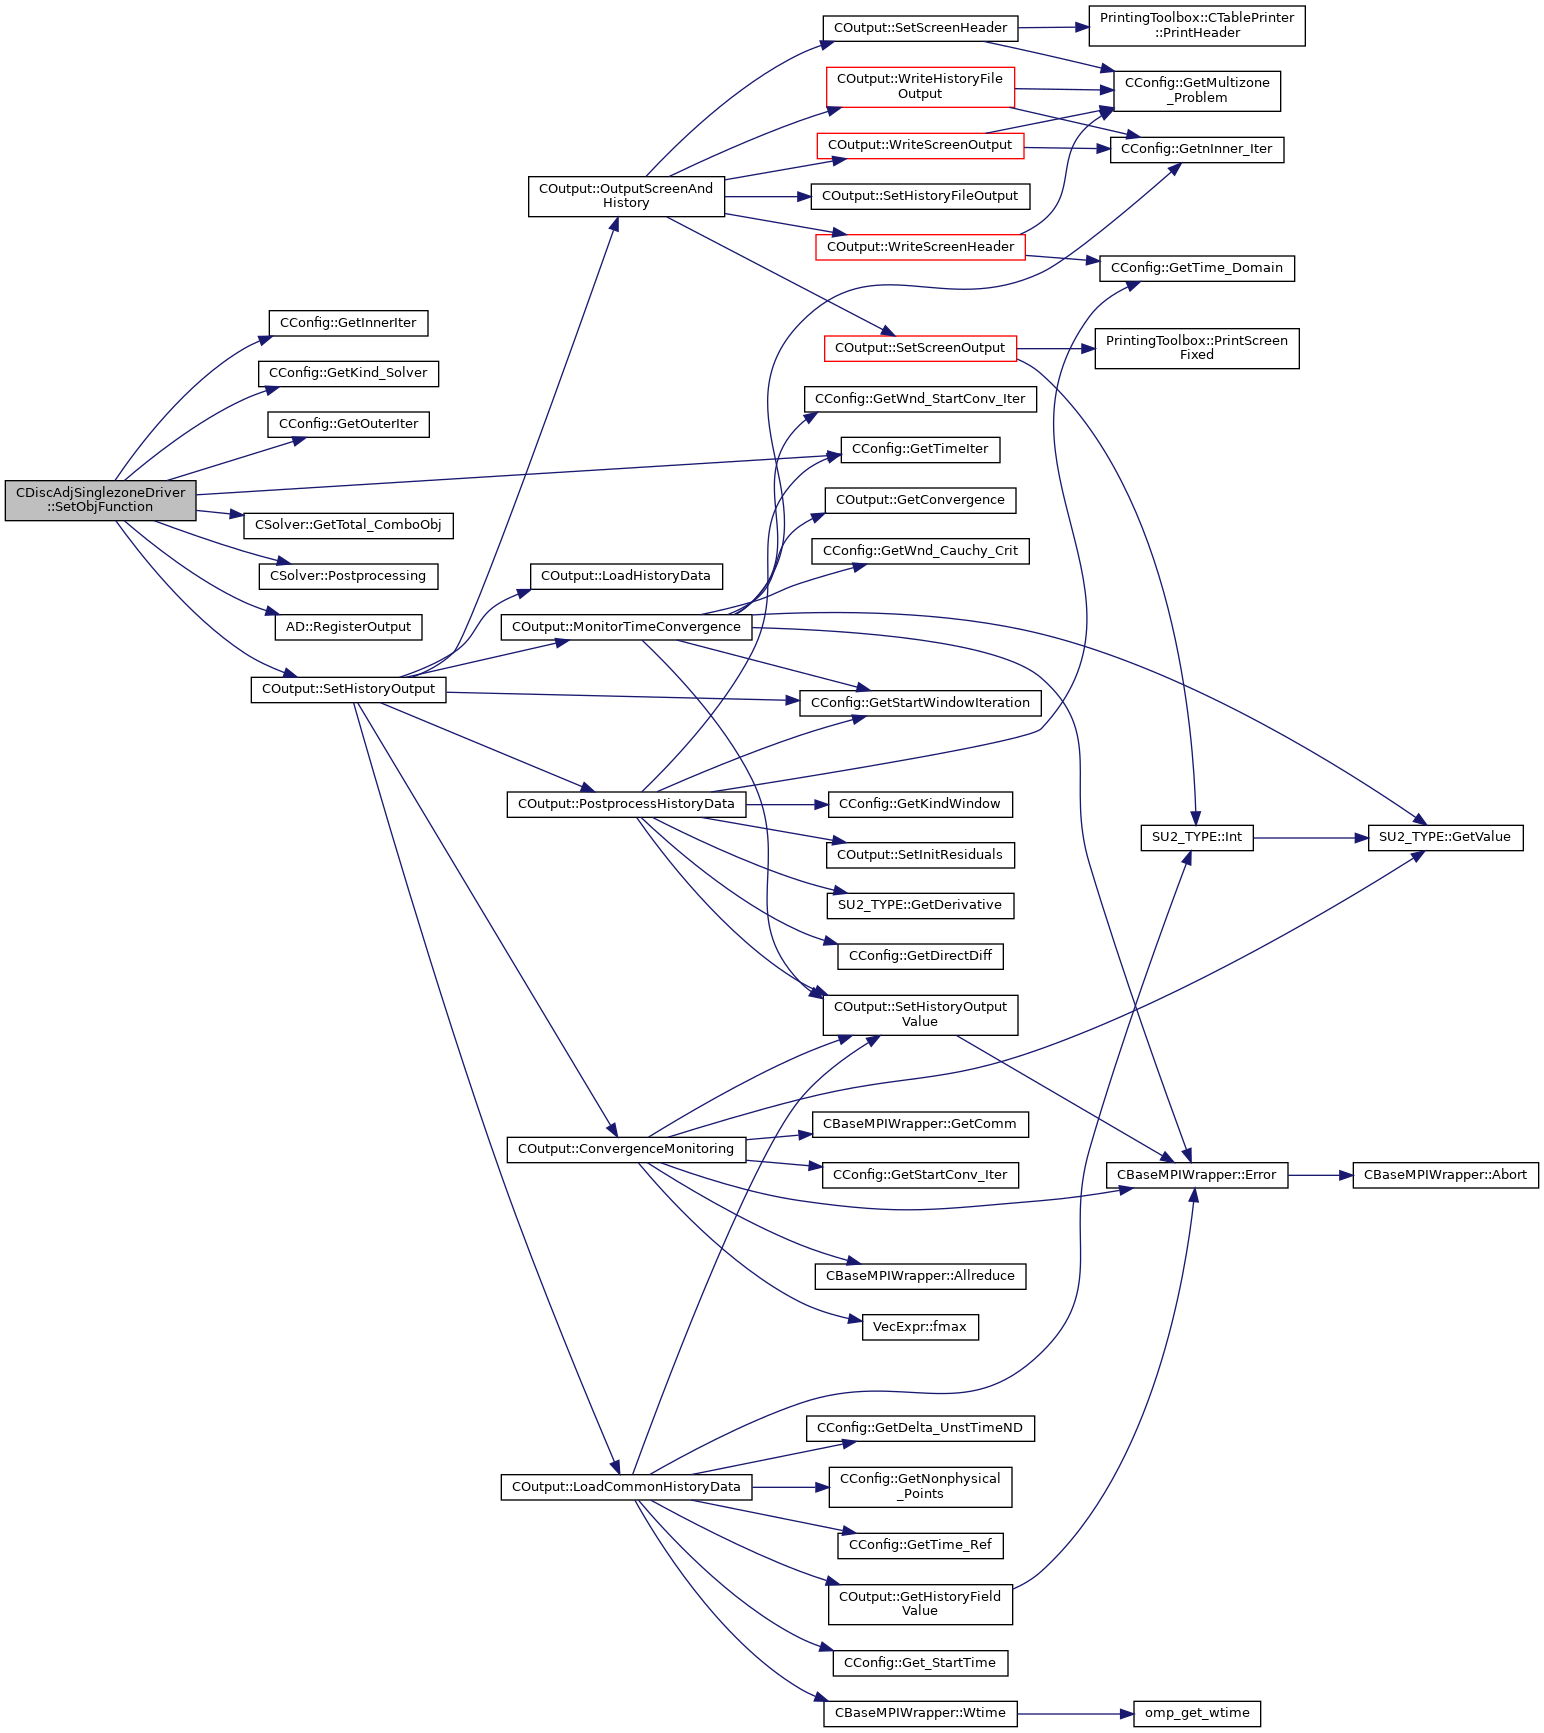 COutput::SetScreenHeader
PrintingToolbox::CTablePrinter
::PrintHeader
COutput::WriteHistoryFile
Output
CConfig::GetMultizone
_Problem
COutput::WriteScreenOutput
CConfig::GetnInner_Iter
COutput::OutputScreenAnd
History
COutput::SetHistoryFileOutput
COutput::WriteScreenHeader
CConfig::GetTime_Domain
CConfig::GetInnerIter
COutput::SetScreenOutput
PrintingToolbox::PrintScreen
Fixed
CConfig::GetKind_Solver
CConfig::GetWnd_StartConv_Iter
CConfig::GetOuterIter
CConfig::GetTimeIter
CDiscAdjSinglezoneDriver
::SetObjFunction
COutput::GetConvergence
CSolver::GetTotal_ComboObj
CConfig::GetWnd_Cauchy_Crit
CSolver::Postprocessing
COutput::LoadHistoryData
AD::RegisterOutput
COutput::MonitorTimeConvergence
COutput::SetHistoryOutput
CConfig::GetStartWindowIteration
COutput::PostprocessHistoryData
CConfig::GetKindWindow
SU2_TYPE::Int
SU2_TYPE::GetValue
COutput::SetInitResiduals
SU2_TYPE::GetDerivative
CConfig::GetDirectDiff
COutput::SetHistoryOutput
Value
CBaseMPIWrapper::GetComm
COutput::ConvergenceMonitoring
CConfig::GetStartConv_Iter
CBaseMPIWrapper::Error
CBaseMPIWrapper::Abort
CBaseMPIWrapper::Allreduce
VecExpr::fmax
CConfig::GetDelta_UnstTimeND
COutput::LoadCommonHistoryData
CConfig::GetNonphysical
_Points
CConfig::GetTime_Ref
COutput::GetHistoryField
Value
CConfig::Get_StartTime
CBaseMPIWrapper::Wtime
omp_get_wtime